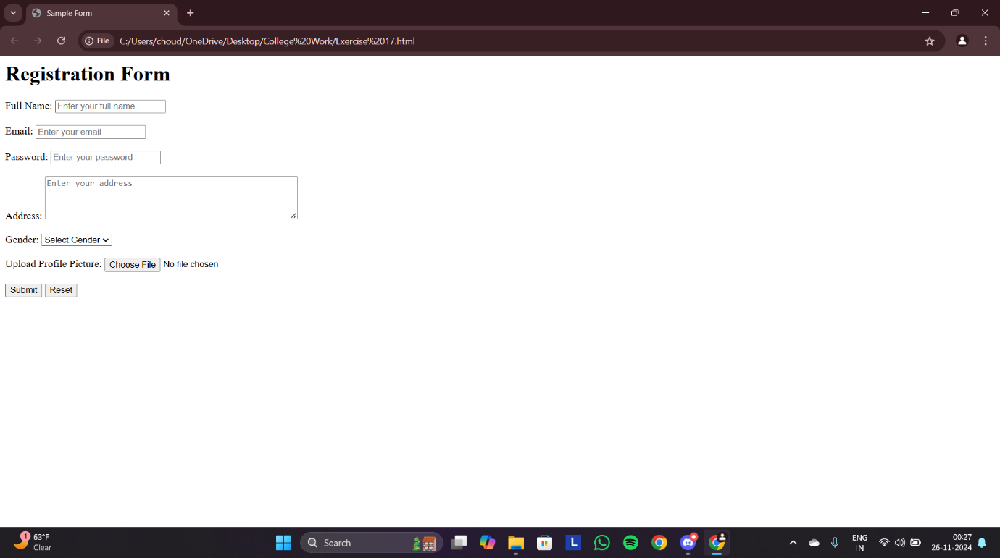 Sample Form
File C:/Users/choud/OneDrive/Desktop/College%20Work/Exercise%2017.html
Registration Form
Full Name: Enter your full name
Email: Enter your email
Password: Enter your password
Address: Enter your address
Gender: Select Gender
Upload Profile Picture: Choose File No file chosen
Submit Reset
1
63°F
Clear
Search
L
ENG
IN
00:27
26-11-2024